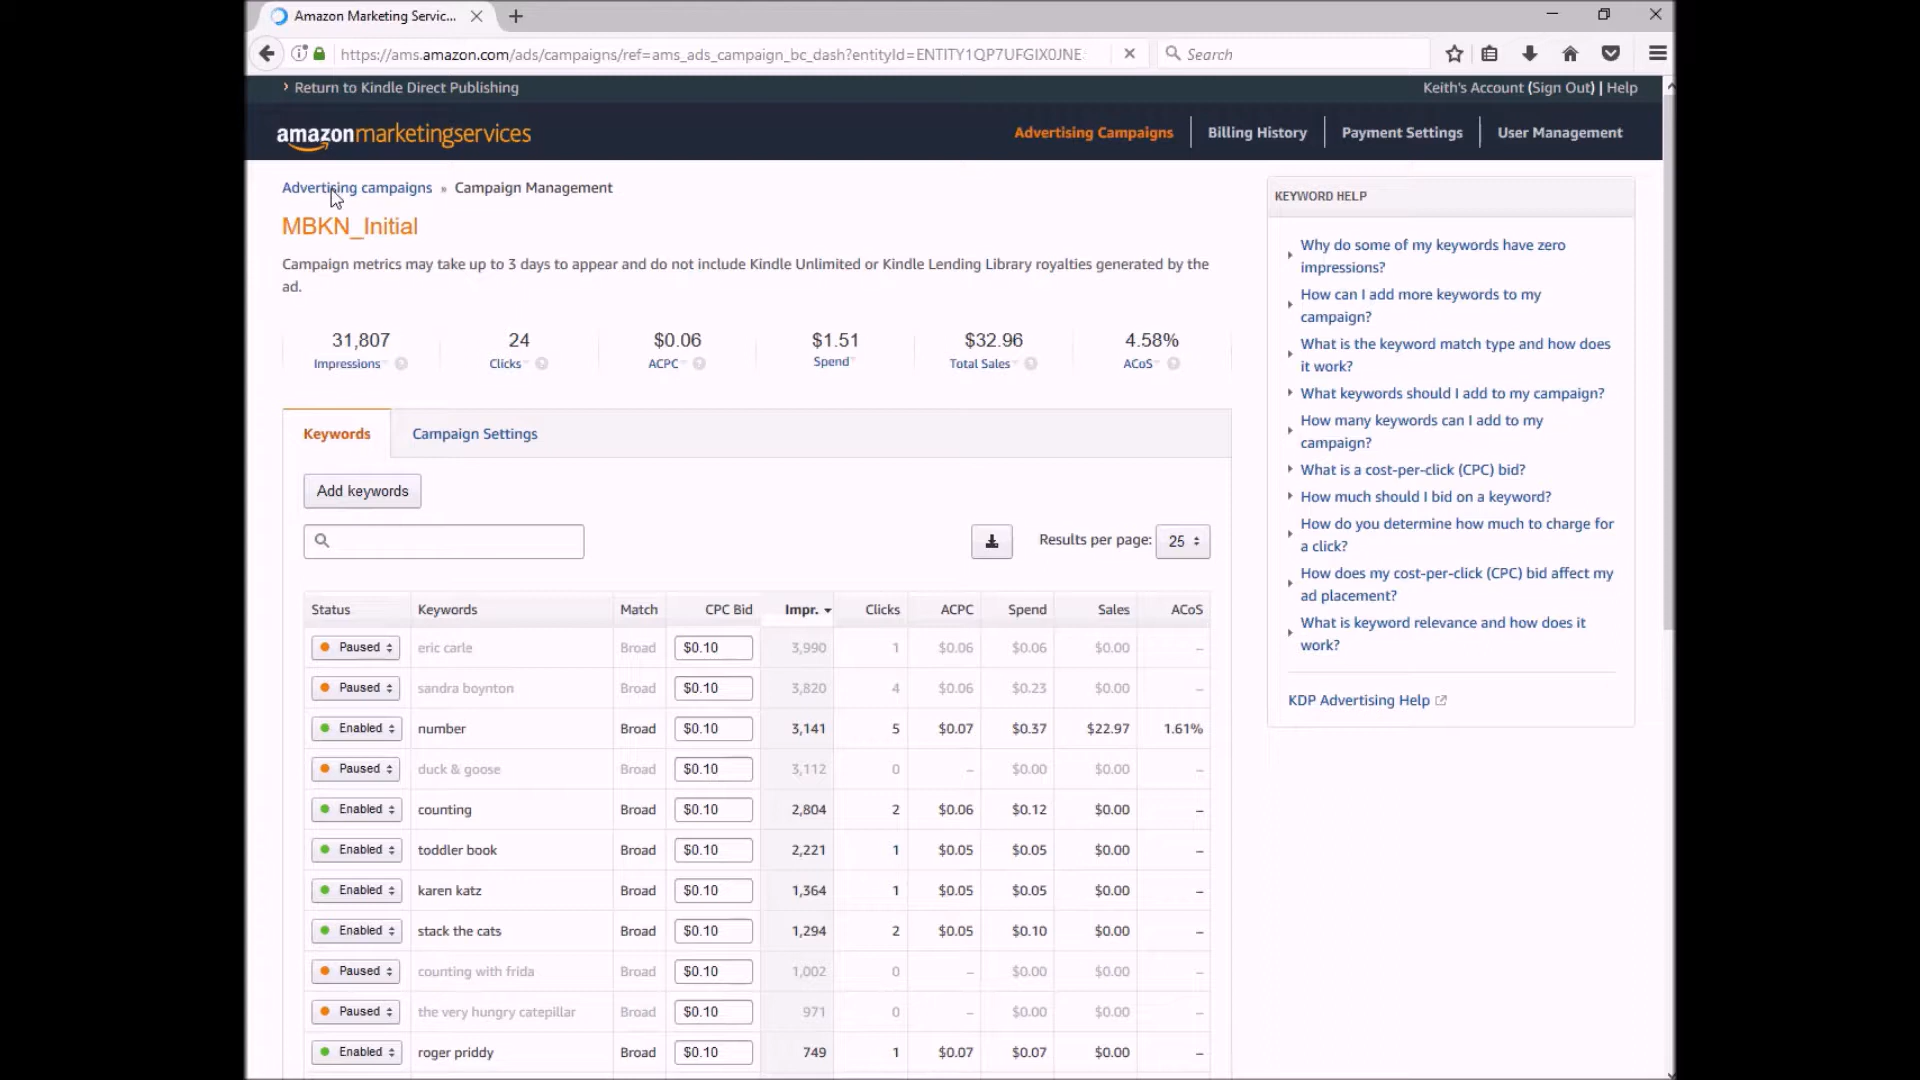 Amazon Marketing Servic...
https://ams.amazon.com/ads/campaigns/ref=ams_ads_campaign_bc_dash?entityId=ENTITY1QP7UFGIX0JNE
Search
Return to Kindle Direct Publishing
Keith's Account (Sign Out) | Help
amazonmarketingservices
Advertising Campaigns
Billing History
Payment Settings
User Management
Advertising campaigns » Campaign Management
MBKN_Initial
Campaign metrics may take up to 3 days to appear and do not include Kindle Unlimited or Kindle Lending Library royalties generated by the
ad.
31,807 24 $0.06 $1.51 $32.96 4.58%
Impressions Clicks ACPC Spend Total Sales ACoS
Keywords Campaign Settings
Add keywords
Results per page: 25
Status Keywords Match CPC Bid Impr. Clicks ACPC Spend Sales ACoS
Paused eric carle Broad $0.10 3,990 1 $0.06 $0.06 $0.00 –
Paused sandra boynton Broad $0.10 3,820 4 $0.06 $0.23 $0.00 –
Enabled number Broad $0.10 3,141 5 $0.07 $0.37 $22.97 1.61%
Paused duck & goose Broad $0.10 3,112 0 – $0.00 $0.00 –
Enabled counting Broad $0.10 2,804 2 $0.06 $0.12 $0.00 –
Enabled toddler book Broad $0.10 2,221 1 $0.05 $0.05 $0.00 –
Enabled karen katz Broad $0.10 1,364 1 $0.05 $0.05 $0.00 –
Enabled stack the cats Broad $0.10 1,294 2 $0.05 $0.10 $0.00 –
Paused counting with frida Broad $0.10 1,002 0 – $0.00 $0.00 –
Paused the very hungry catepillar Broad $0.10 971 0 – $0.00 $0.00 –
Enabled roger priddy Broad $0.10 749 1 $0.07 $0.07 $0.00 –
KEYWORD HELP
Why do some of my keywords have zero
impressions?
How can I add more keywords to my
campaign?
What is the keyword match type and how does
it work?
What keywords should I add to my campaign?
How many keywords can I add to my
campaign?
What is a cost-per-click (CPC) bid?
How much should I bid on a keyword?
How do you determine how much to charge for
a click?
How does my cost-per-click (CPC) bid affect my
ad placement?
What is keyword relevance and how does it
work?
KDP Advertising Help